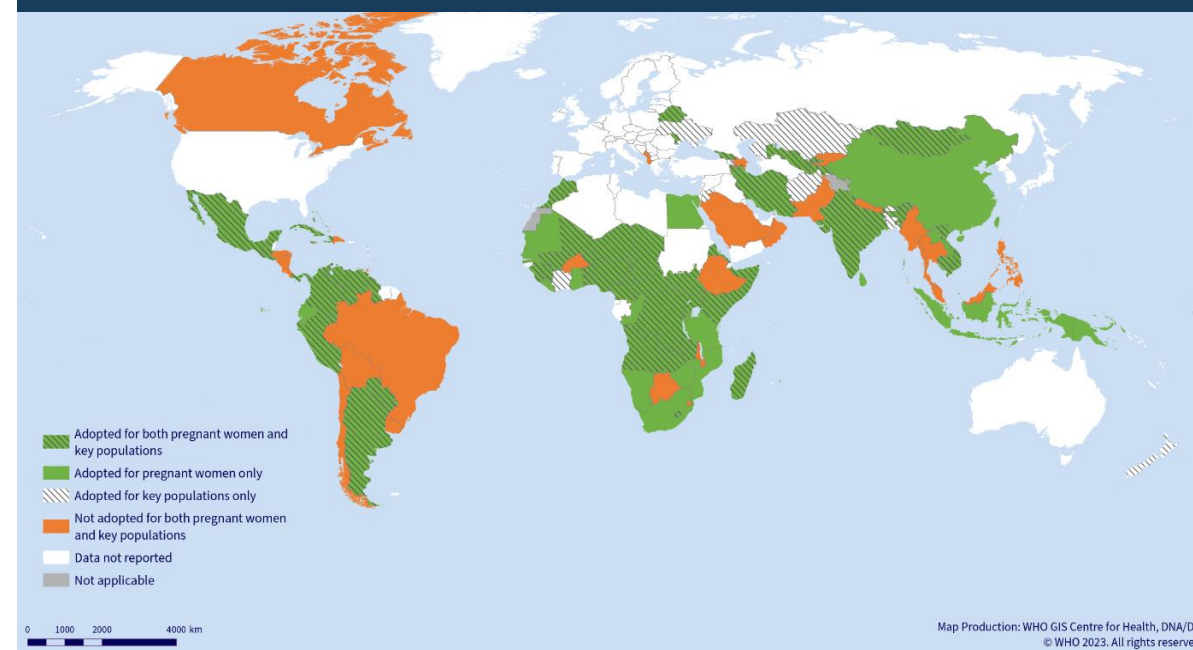 Adopted for both pregnant women and
key populations
Adopted for pregnant women only
Adopted for key populations only
Not adopted for both pregnant women
and key populations
Data not reported
Not applicable
0 1000 2000 4000 km
Map Production: WHO GIS Centre for Health, DNA/D
© WHO 2023. All rights reserve